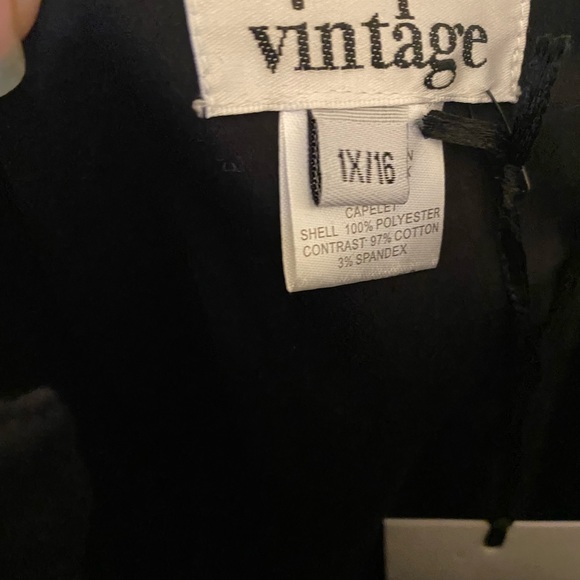 vintage
1X/16
CAPELET
SHELL 100% POLYESTER
CONTRAST 97% COTTON
3% SPANDEX